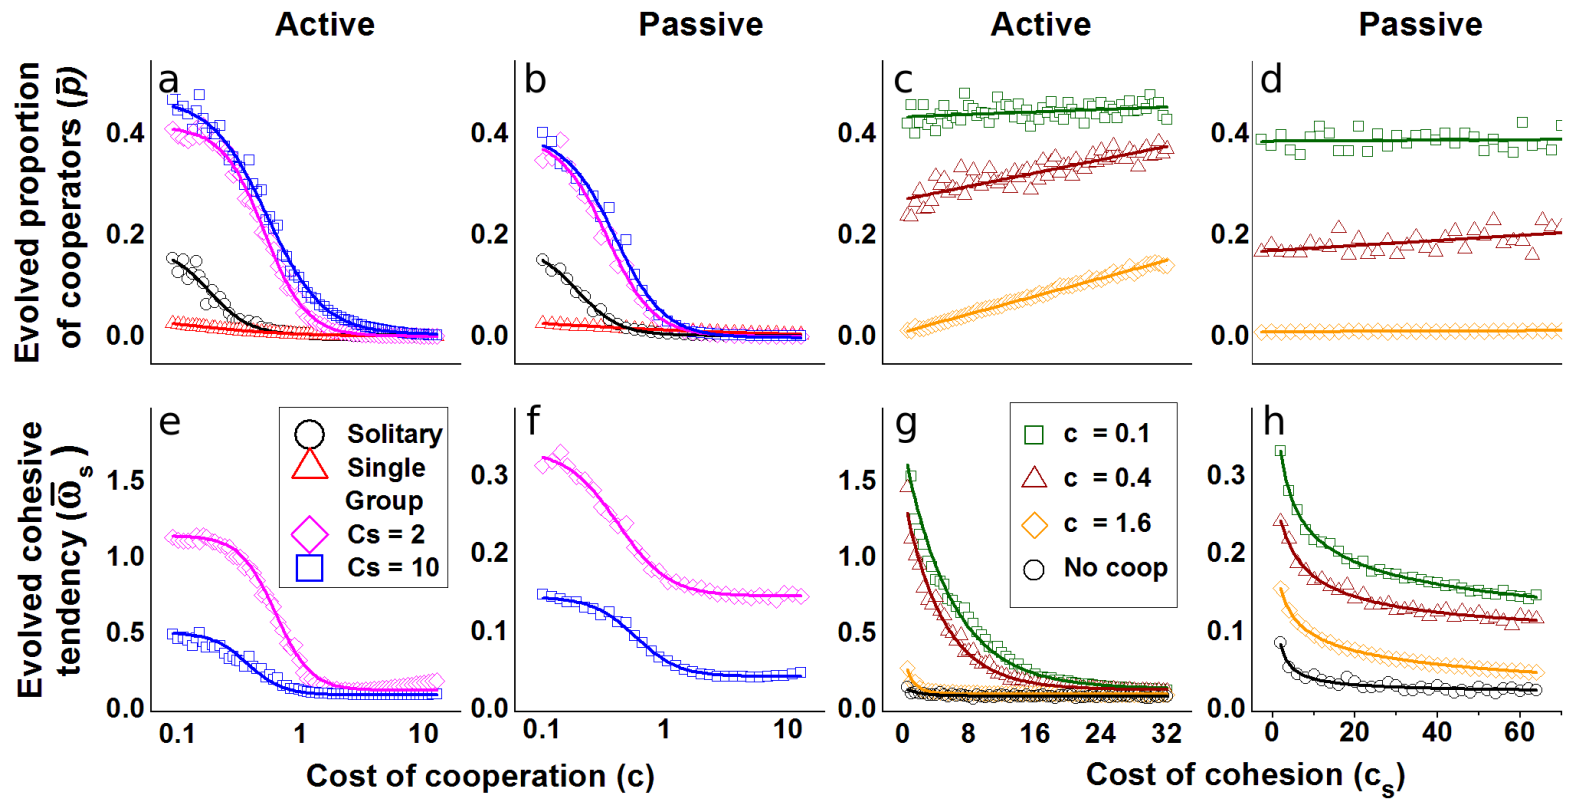 Active
Passive
Active
Passive
Evolved proportion
of cooperators (p̅)
a
b
c
d
0.4
0.2
0.0
0.4
0.2
0.0
0.4
0.2
0.0
0.4
0.2
0.0
Evolved cohesive
tendency (ω̅s)
e
f
g
h
1.5
1.0
0.5
0.0
0.3
0.2
0.1
0.0
1.5
1.0
0.5
0.0
0.3
0.2
0.1
0.0
Solitary
Single
Group
Cs = 2
Cs = 10
c = 0.1
c = 0.4
c = 1.6
No coop
0.1 1 10
0.1 1 10
0 8 16 24 32
0 20 40 60
Cost of cooperation (c)
Cost of cohesion (cs)